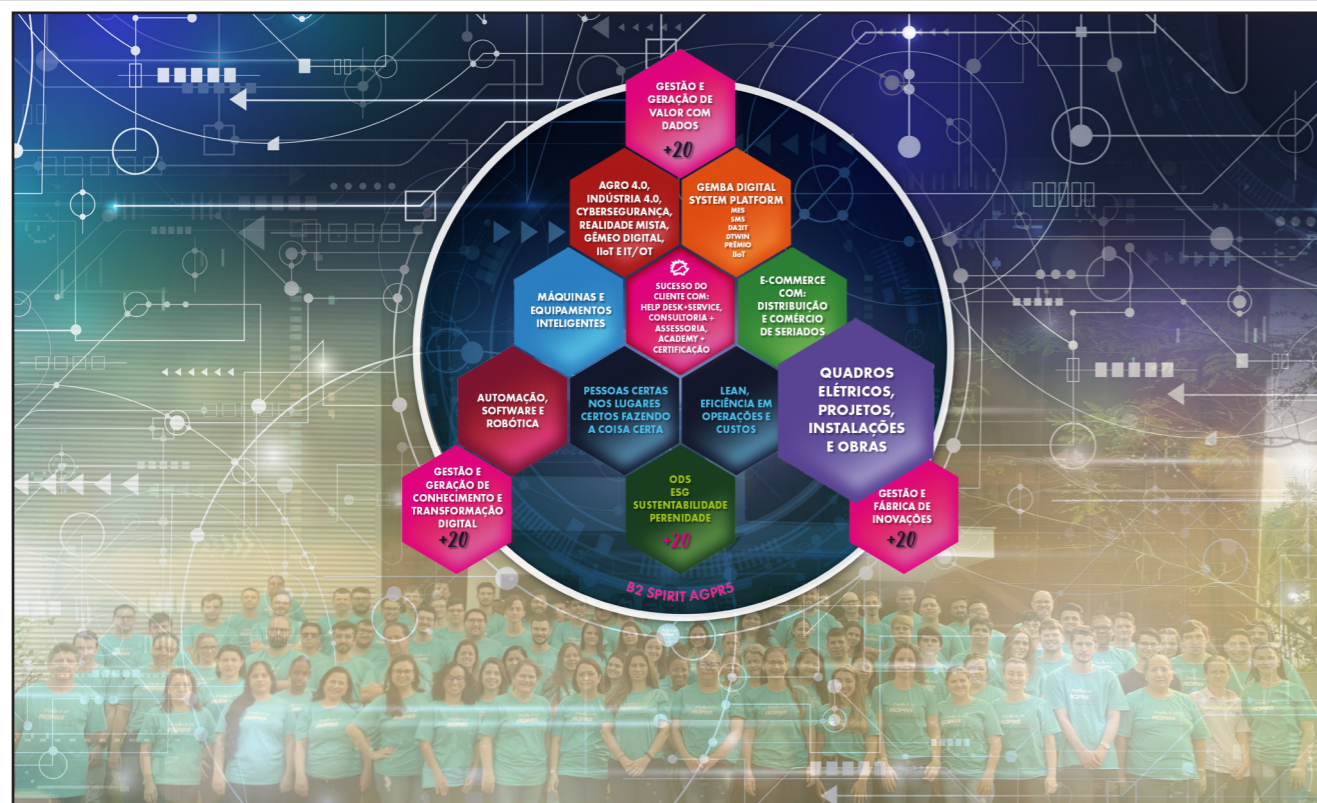 GESTÃO E
GERAÇÃO DE
VALOR COM
DADOS
+20
AGRO 4.0,
INDÚSTRIA 4.0,
CYBERSEGURANÇA,
REALIDADE MISTA,
GÊMEO DIGITAL,
IIoT E IT/OT
GEMBA DIGITAL
SYSTEM PLATFORM
MES
SMS
DA2IT
DTWIN
PRÊMIO
IIoT
MÁQUINAS E
EQUIPAMENTOS
INTELIGENTES
SUCESSO DO
CLIENTE COM:
HELP DESK+SERVICE,
CONSULTORIA +
ASSESSORIA,
ACADEMY +
CERTIFICAÇÃO
E-COMMERCE
COM:
DISTRIBUIÇÃO
E COMÉRCIO
DE SERIADOS
AUTOMAÇÃO,
SOFTWARE E
ROBÓTICA
PESSOAS CERTAS
NOS LUGARES
CERTOS FAZENDO
A COISA CERTA
LEAN,
EFICIÊNCIA EM
OPERAÇÕES E
CUSTOS
QUADROS
ELÉTRICOS,
PROJETOS,
INSTALAÇÕES
E OBRAS
GESTÃO E
GERAÇÃO DE
CONHECIMENTO E
TRANSFORMAÇÃO
DIGITAL
+20
ODS
ESG
SUSTENTABILIDADE
PERENIDADE
+20
GESTÃO E
FÁBRICA DE
INOVAÇÕES
+20
B2 SPIRIT AGPR5